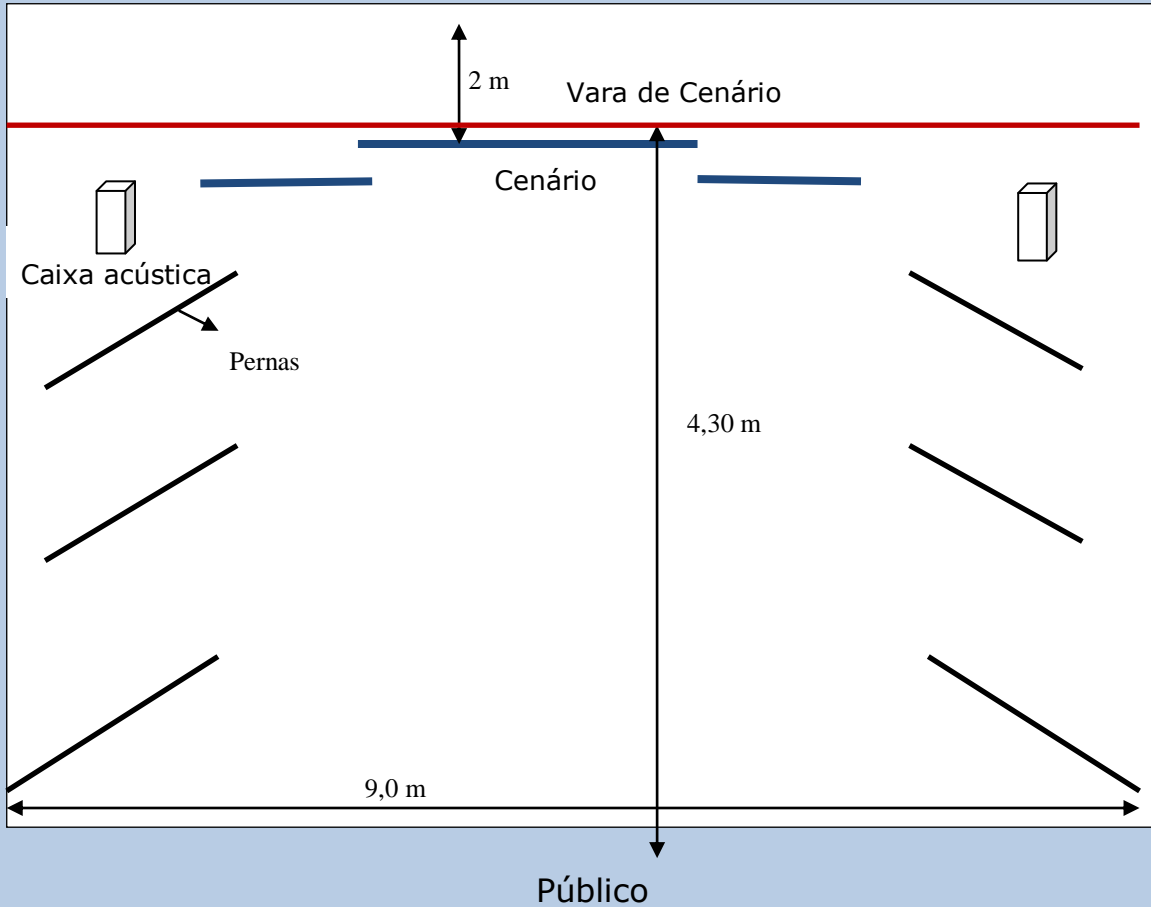 2 m
Vara de Cenário
Cenário
Caixa acústica
Pernas
4,30 m
9,0 m
Público